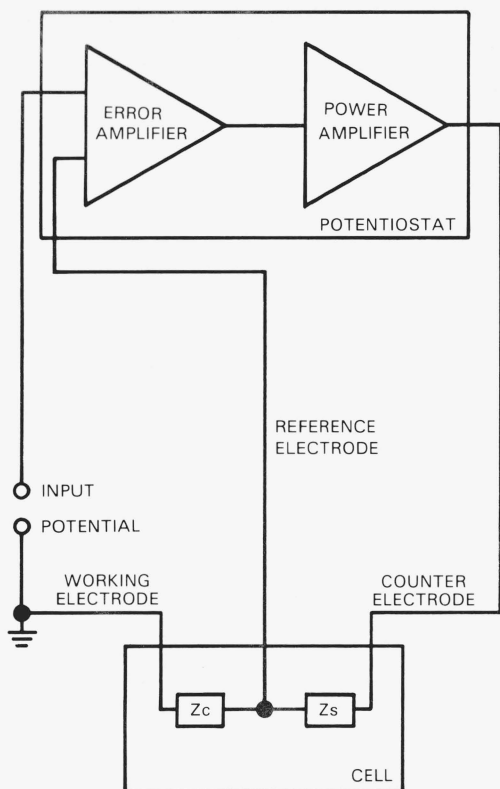 ERROR
AMPLIFIER
POWER
AMPLIFIER
POTENTIOSTAT
REFERENCE
ELECTRODE
INPUT
POTENTIAL
WORKING
ELECTRODE
COUNTER
ELECTRODE
Zc
Zs
CELL